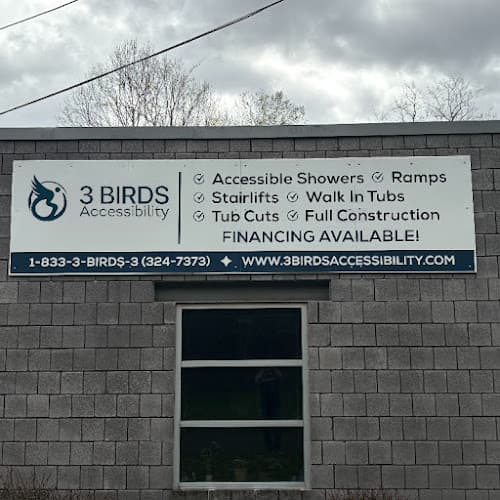 3 BIRDS
Accessibility
Accessible Showers Ramps
Stairlifts Walk In Tubs
Tub Cuts Full Construction
FINANCING AVAILABLE!
1-833-3-BIRDS-3 (324-7373) WWW.3BIRDSACCESSIBILITY.COM